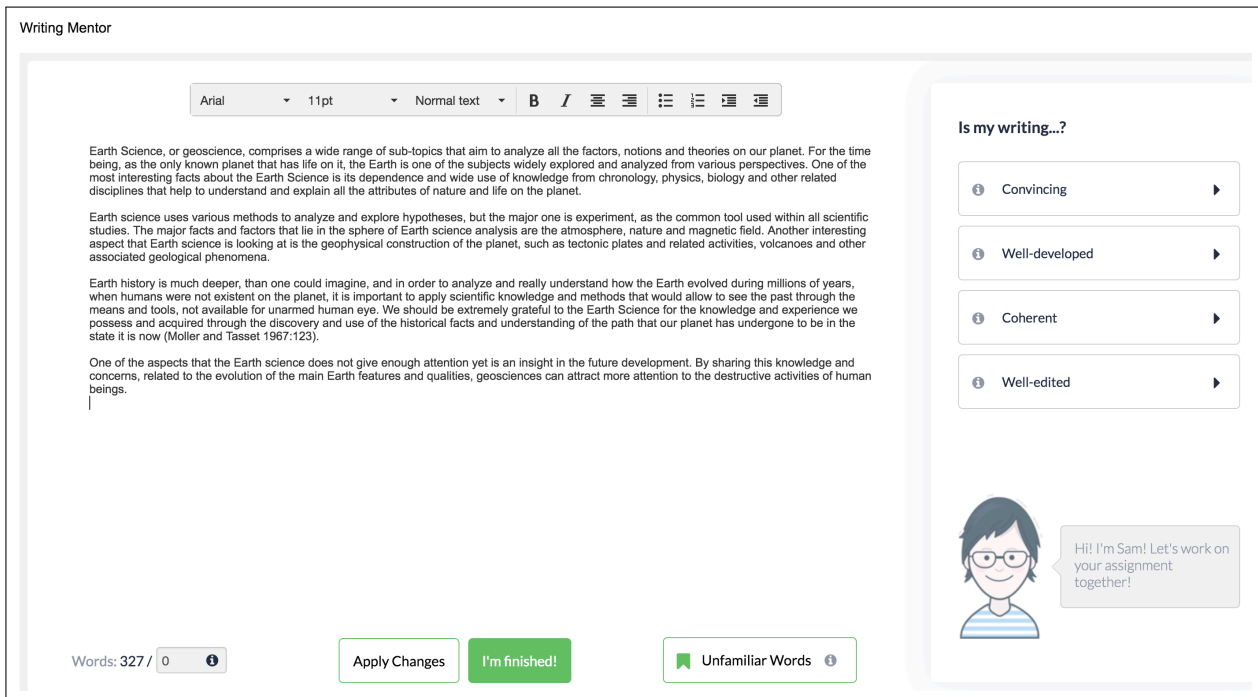 Writing Mentor
Arial 11pt Normal text B I
Earth Science, or geoscience, comprises a wide range of sub-topics that aim to analyze all the factors, notions and theories on our planet. For the time
being, as the only known planet that has life on it, the Earth is one of the subjects widely explored and analyzed from various perspectives. One of the
most interesting facts about the Earth Science is its dependence and wide use of knowledge from chronology, physics, biology and other related
disciplines that help to understand and explain all the attributes of nature and life on the planet.
Earth science uses various methods to analyze and explore hypotheses, but the major one is experiment, as the common tool used within all scientific
studies. The major facts and factors that lie in the sphere of Earth science analysis are the atmosphere, nature and magnetic field. Another interesting
aspect that Earth science is looking at is the geophysical construction of the planet, such as tectonic plates and related activities, volcanoes and other
associated geological phenomena.
Earth history is much deeper, than one could imagine, and in order to analyze and really understand how the Earth evolved during millions of years,
when humans were not existent on the planet, it is important to apply scientific knowledge and methods that would allow to see the past through the
means and tools, not available for unarmed human eye. We should be extremely grateful to the Earth Science for the knowledge and experience we
possess and acquired through the discovery and use of the historical facts and understanding of the path that our planet has undergone to be in the
state it is now (Moller and Tasset 1967:123).
One of the aspects that the Earth science does not give enough attention yet is an insight in the future development. By sharing this knowledge and
concerns, related to the evolution of the main Earth features and qualities, geosciences can attract more attention to the destructive activities of human
beings.
Words: 327 / 0
Apply Changes
I'm finished!
Unfamiliar Words
Is my writing...?
Convincing
Well-developed
Coherent
Well-edited
Hi! I'm Sam! Let's work on
your assignment
together!